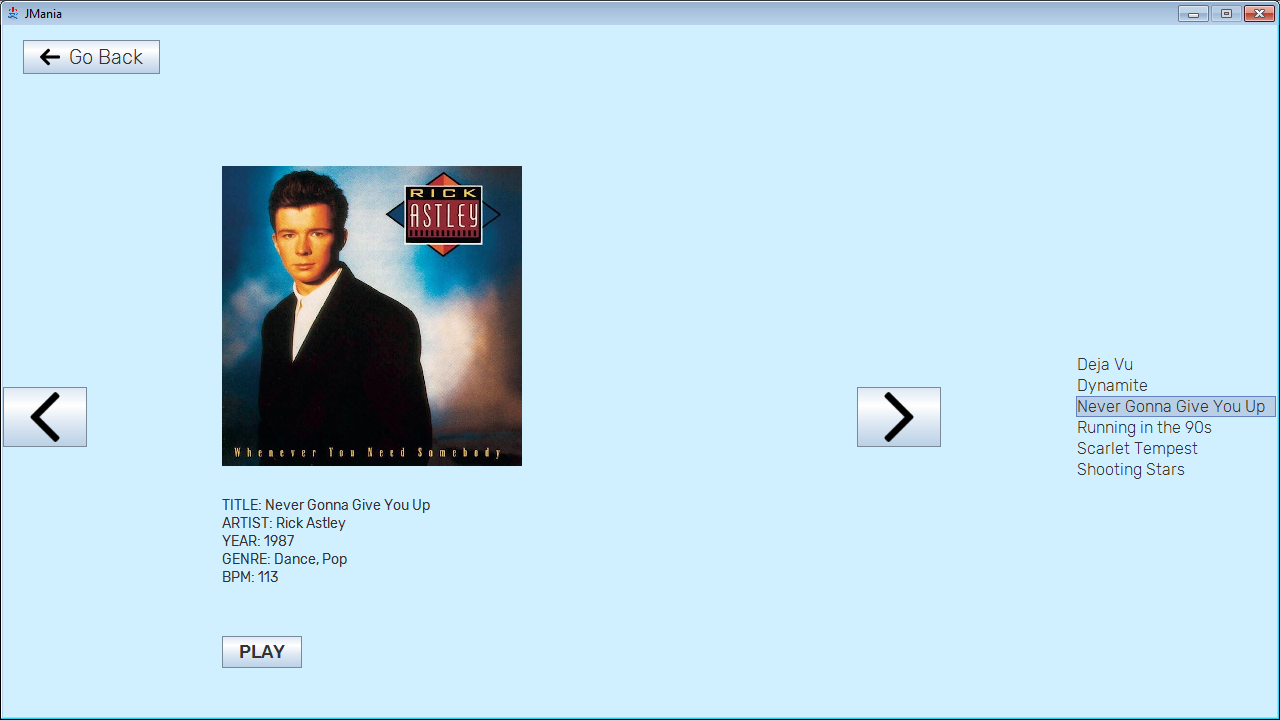 JMania
Go Back
RICK
ASTLEY
Whenever You Need Somebody
TITLE: Never Gonna Give You Up
ARTIST: Rick Astley
YEAR: 1987
GENRE: Dance, Pop
BPM: 113
PLAY
Deja Vu
Dynamite
Never Gonna Give You Up
Running in the 90s
Scarlet Tempest
Shooting Stars